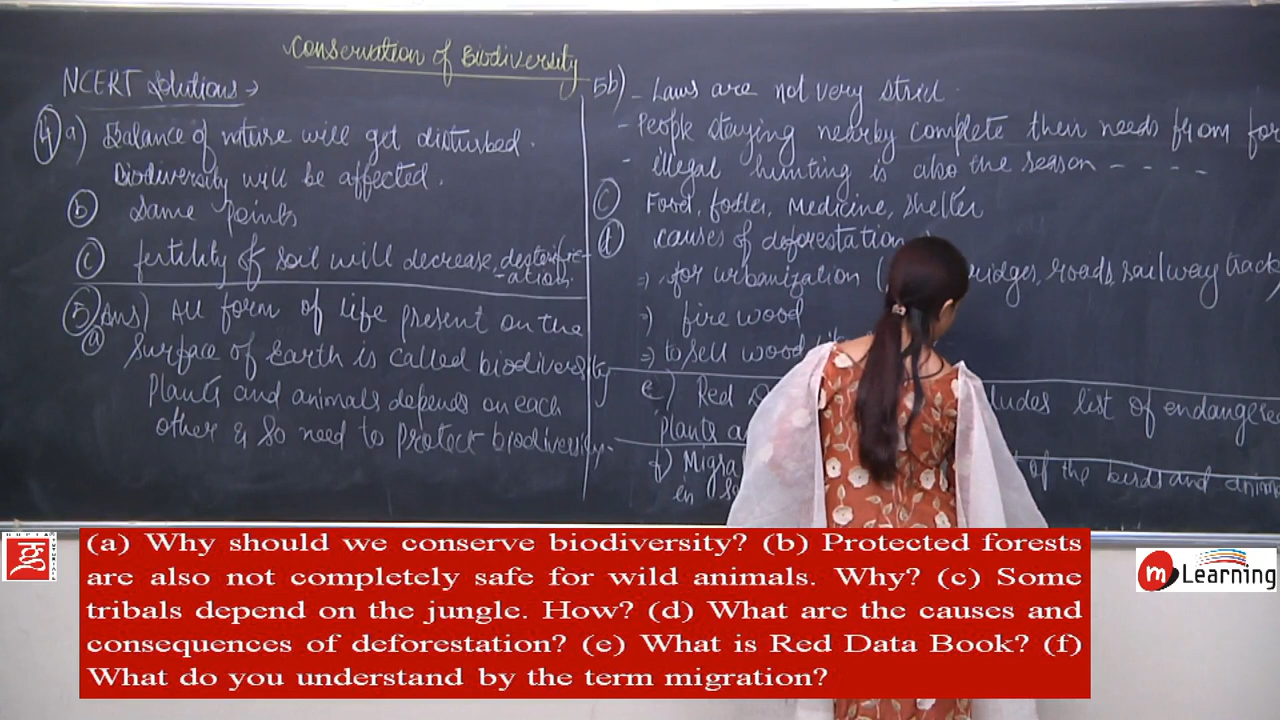 Conservation of Biodiversity
NCERT Solutions →
4 a) Balance of nature will get disturbed.
Biodiversity will be affected.
b Same points
c fertility of soil will decrease, desertific-
-ation.
5 Ans) All form of life present on the
a Surface of Earth is called biodiversity
Plants and animals depends on each
other & so need to protect biodiversity.
5b) - Laws are not very strict.
- People staying nearby complete their needs from for
- illegal hunting is also the reason - - - -
c Food, fodder, Medicine, Shelter
d causes of deforestation
⇒ for urbanization ( ridges, roads, railway track
⇒ fire wood
⇒ to sell wood
e) Red ludes list of endangere
Plants a
f) Migra of the birds and anim
in
(a) Why should we conserve biodiversity? (b) Protected forests
are also not completely safe for wild animals. Why? (c) Some
tribals depend on the jungle. How? (d) What are the causes and
consequences of deforestation? (e) What is Red Data Book? (f)
What do you understand by the term migration?
GUPTA
TUTORIALS
m Learning